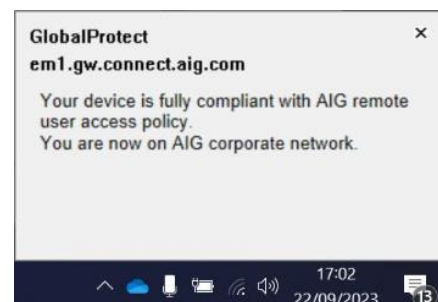 GlobalProtect
em1.gw.connect.aig.com
Your device is fully compliant with AIG remote
user access policy.
You are now on AIG corporate network.
17:02
22/09/2023
13